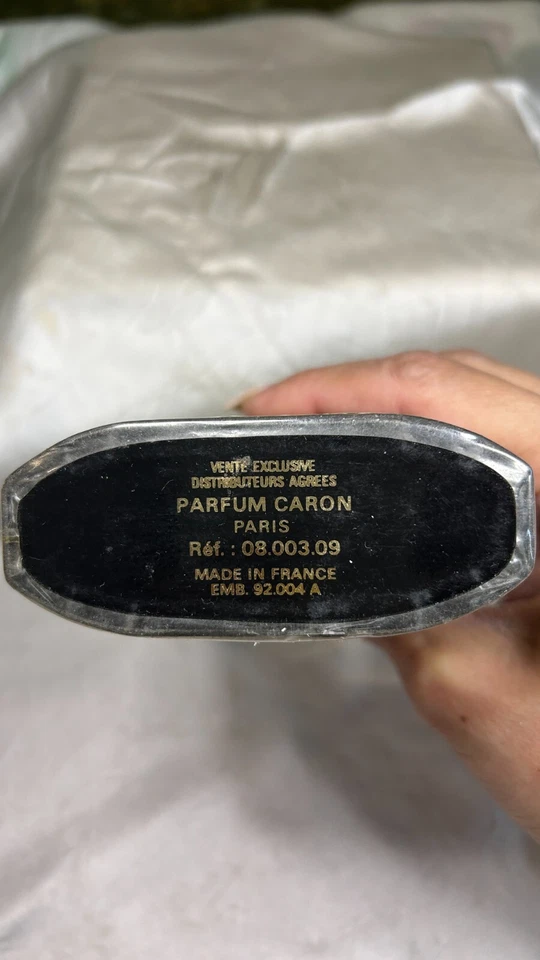 VENTE EXCLUSIVE
DISTRIBUTEURS AGREES
PARFUM CARON
PARIS
Réf. : 08.003.09
MADE IN FRANCE
EMB. 92.004 A